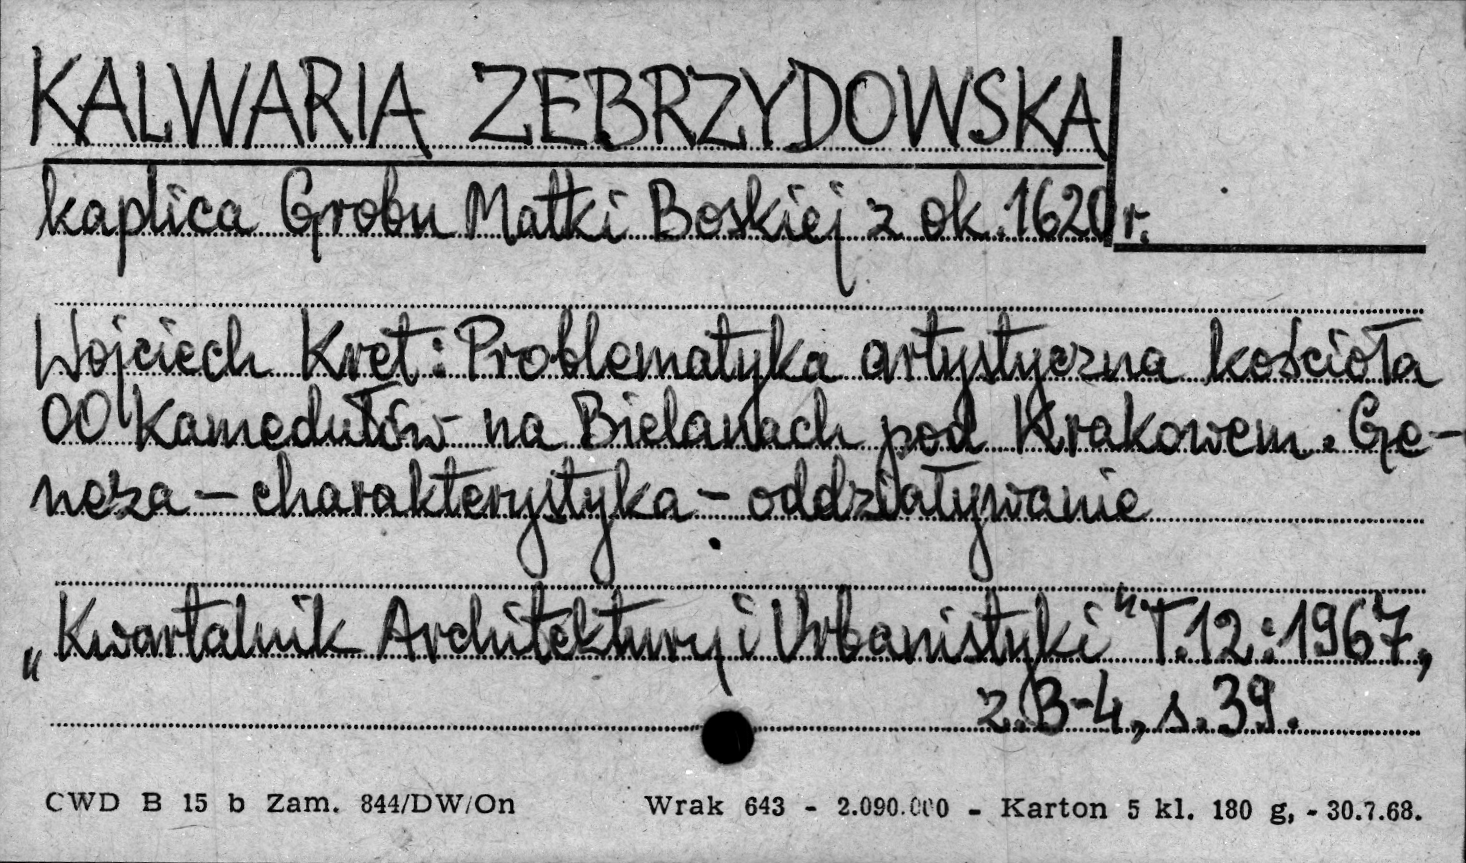 KALWARIA ZEBRZYDOWSKA
kaplica Grobu Matki Boskiej z ok. 1620 r.
Wojciech Kret: Problematyka artystyczna kościoła
OO Kamedułów na Bielanach pod Krakowem. Ge-
neza - charakterystyka - oddziaływanie
„Kwartalnik Architektury i Urbanistyki" T. 12: 1967,
z. 3-4, s. 39.
CWD B 15 b Zam. 844/DW/On Wrak 643 - 2.090.000 - Karton 5 kl. 180 g, - 30.7.68.